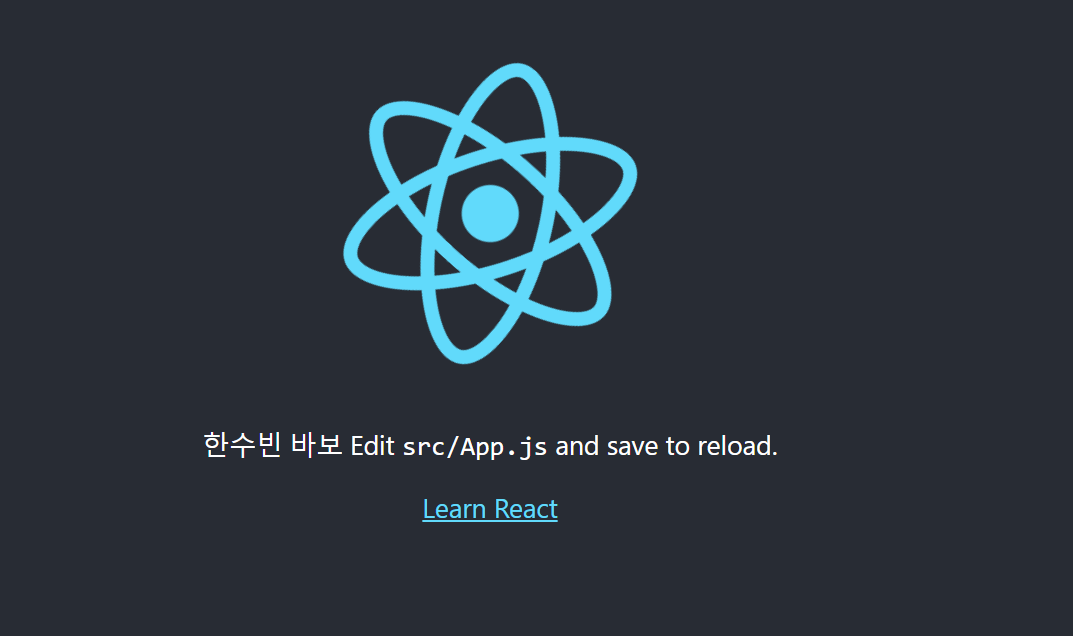 한수빈 바보 Edit src/App.js and save to reload.
Learn React